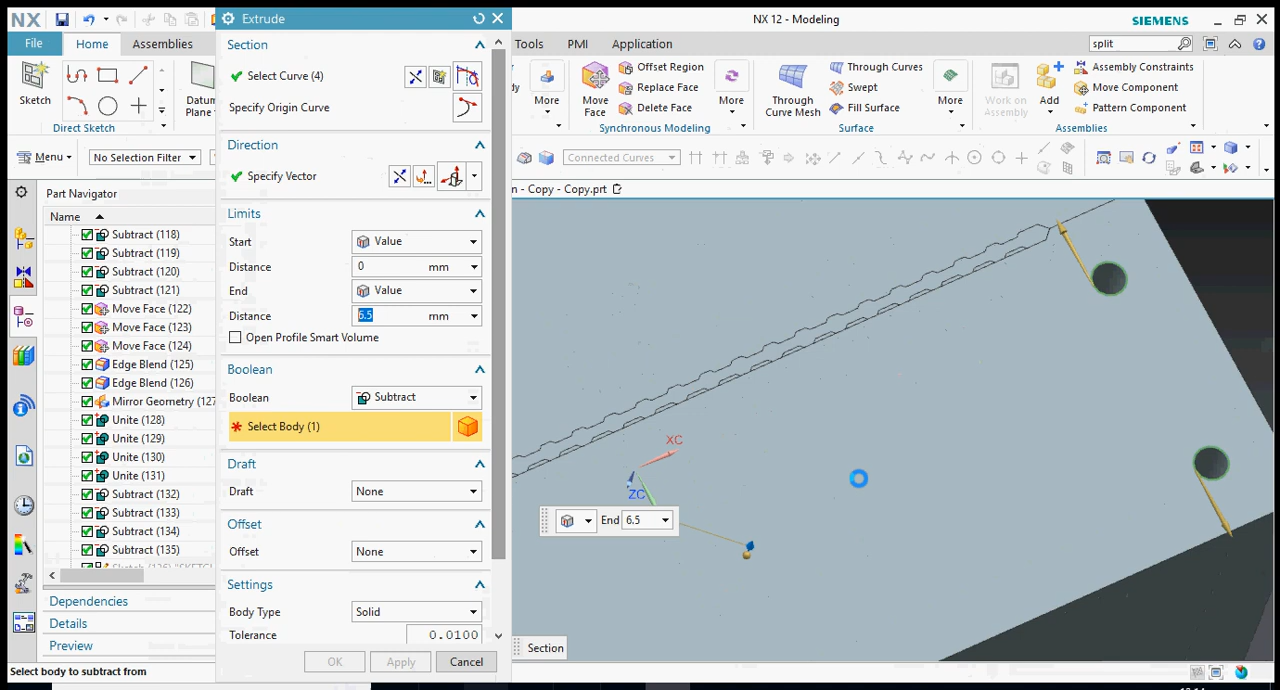 NX
Extrude
NX 12 - Modeling
SIEMENS
File
Home
Assemblies
Tools
PMI
Application
split
Sketch
Datum
Plane
Direct Sketch
More
Move
Face
Offset Region
Replace Face
Delete Face
More
Synchronous Modeling
Through
Curve Mesh
Through Curves
Swept
Fill Surface
More
Surface
Work on
Assembly
Add
Assembly Constraints
Move Component
Pattern Component
Assemblies
Menu
No Selection Filter
Connected Curves
n - Copy - Copy.prt
Part Navigator
Name
Subtract (118)
Subtract (119)
Subtract (120)
Subtract (121)
Move Face (122)
Move Face (123)
Move Face (124)
Edge Blend (125)
Edge Blend (126)
Mirror Geometry (127
Unite (128)
Unite (129)
Unite (130)
Unite (131)
Subtract (132)
Subtract (133)
Subtract (134)
Subtract (135)
Dependencies
Details
Preview
Section
Select Curve (4)
Specify Origin Curve
Direction
Specify Vector
Limits
Start Value
Distance 0 mm
End Value
Distance 6.5 mm
Open Profile Smart Volume
Boolean
Boolean Subtract
* Select Body (1)
Draft
Draft None
Offset
Offset None
Settings
Body Type Solid
Tolerance 0.0100
OK Apply Cancel
XC
ZC
End 6.5
Section
Select body to subtract from